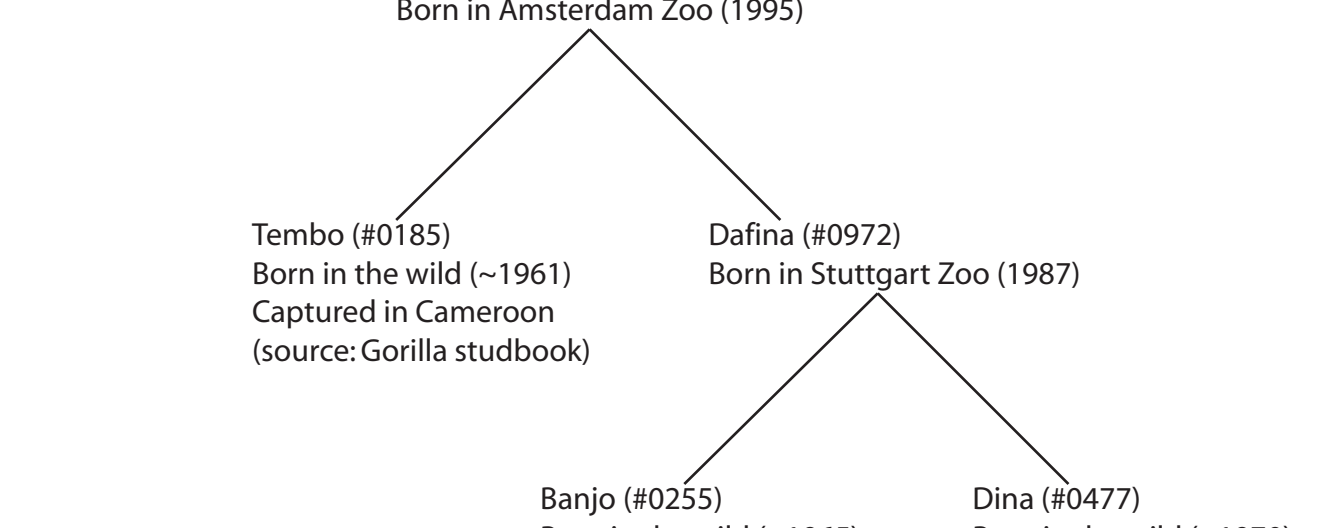 Born in Amsterdam Zoo (1995)
Tembo (#0185)
Born in the wild (~1961)
Captured in Cameroon
(source: Gorilla studbook)
Dafina (#0972)
Born in Stuttgart Zoo (1987)
Banjo (#0255)
Dina (#0477)